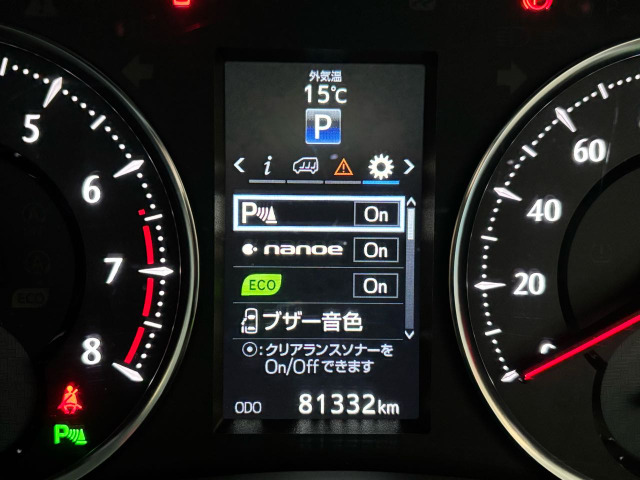 外気温
15℃
P
i
P On
nanoe On
ECO On
ブザー音色
⦿:クリアランスソナーを
On/Offできます
ODO 81332km
5
6
7
8
60
40
20
P